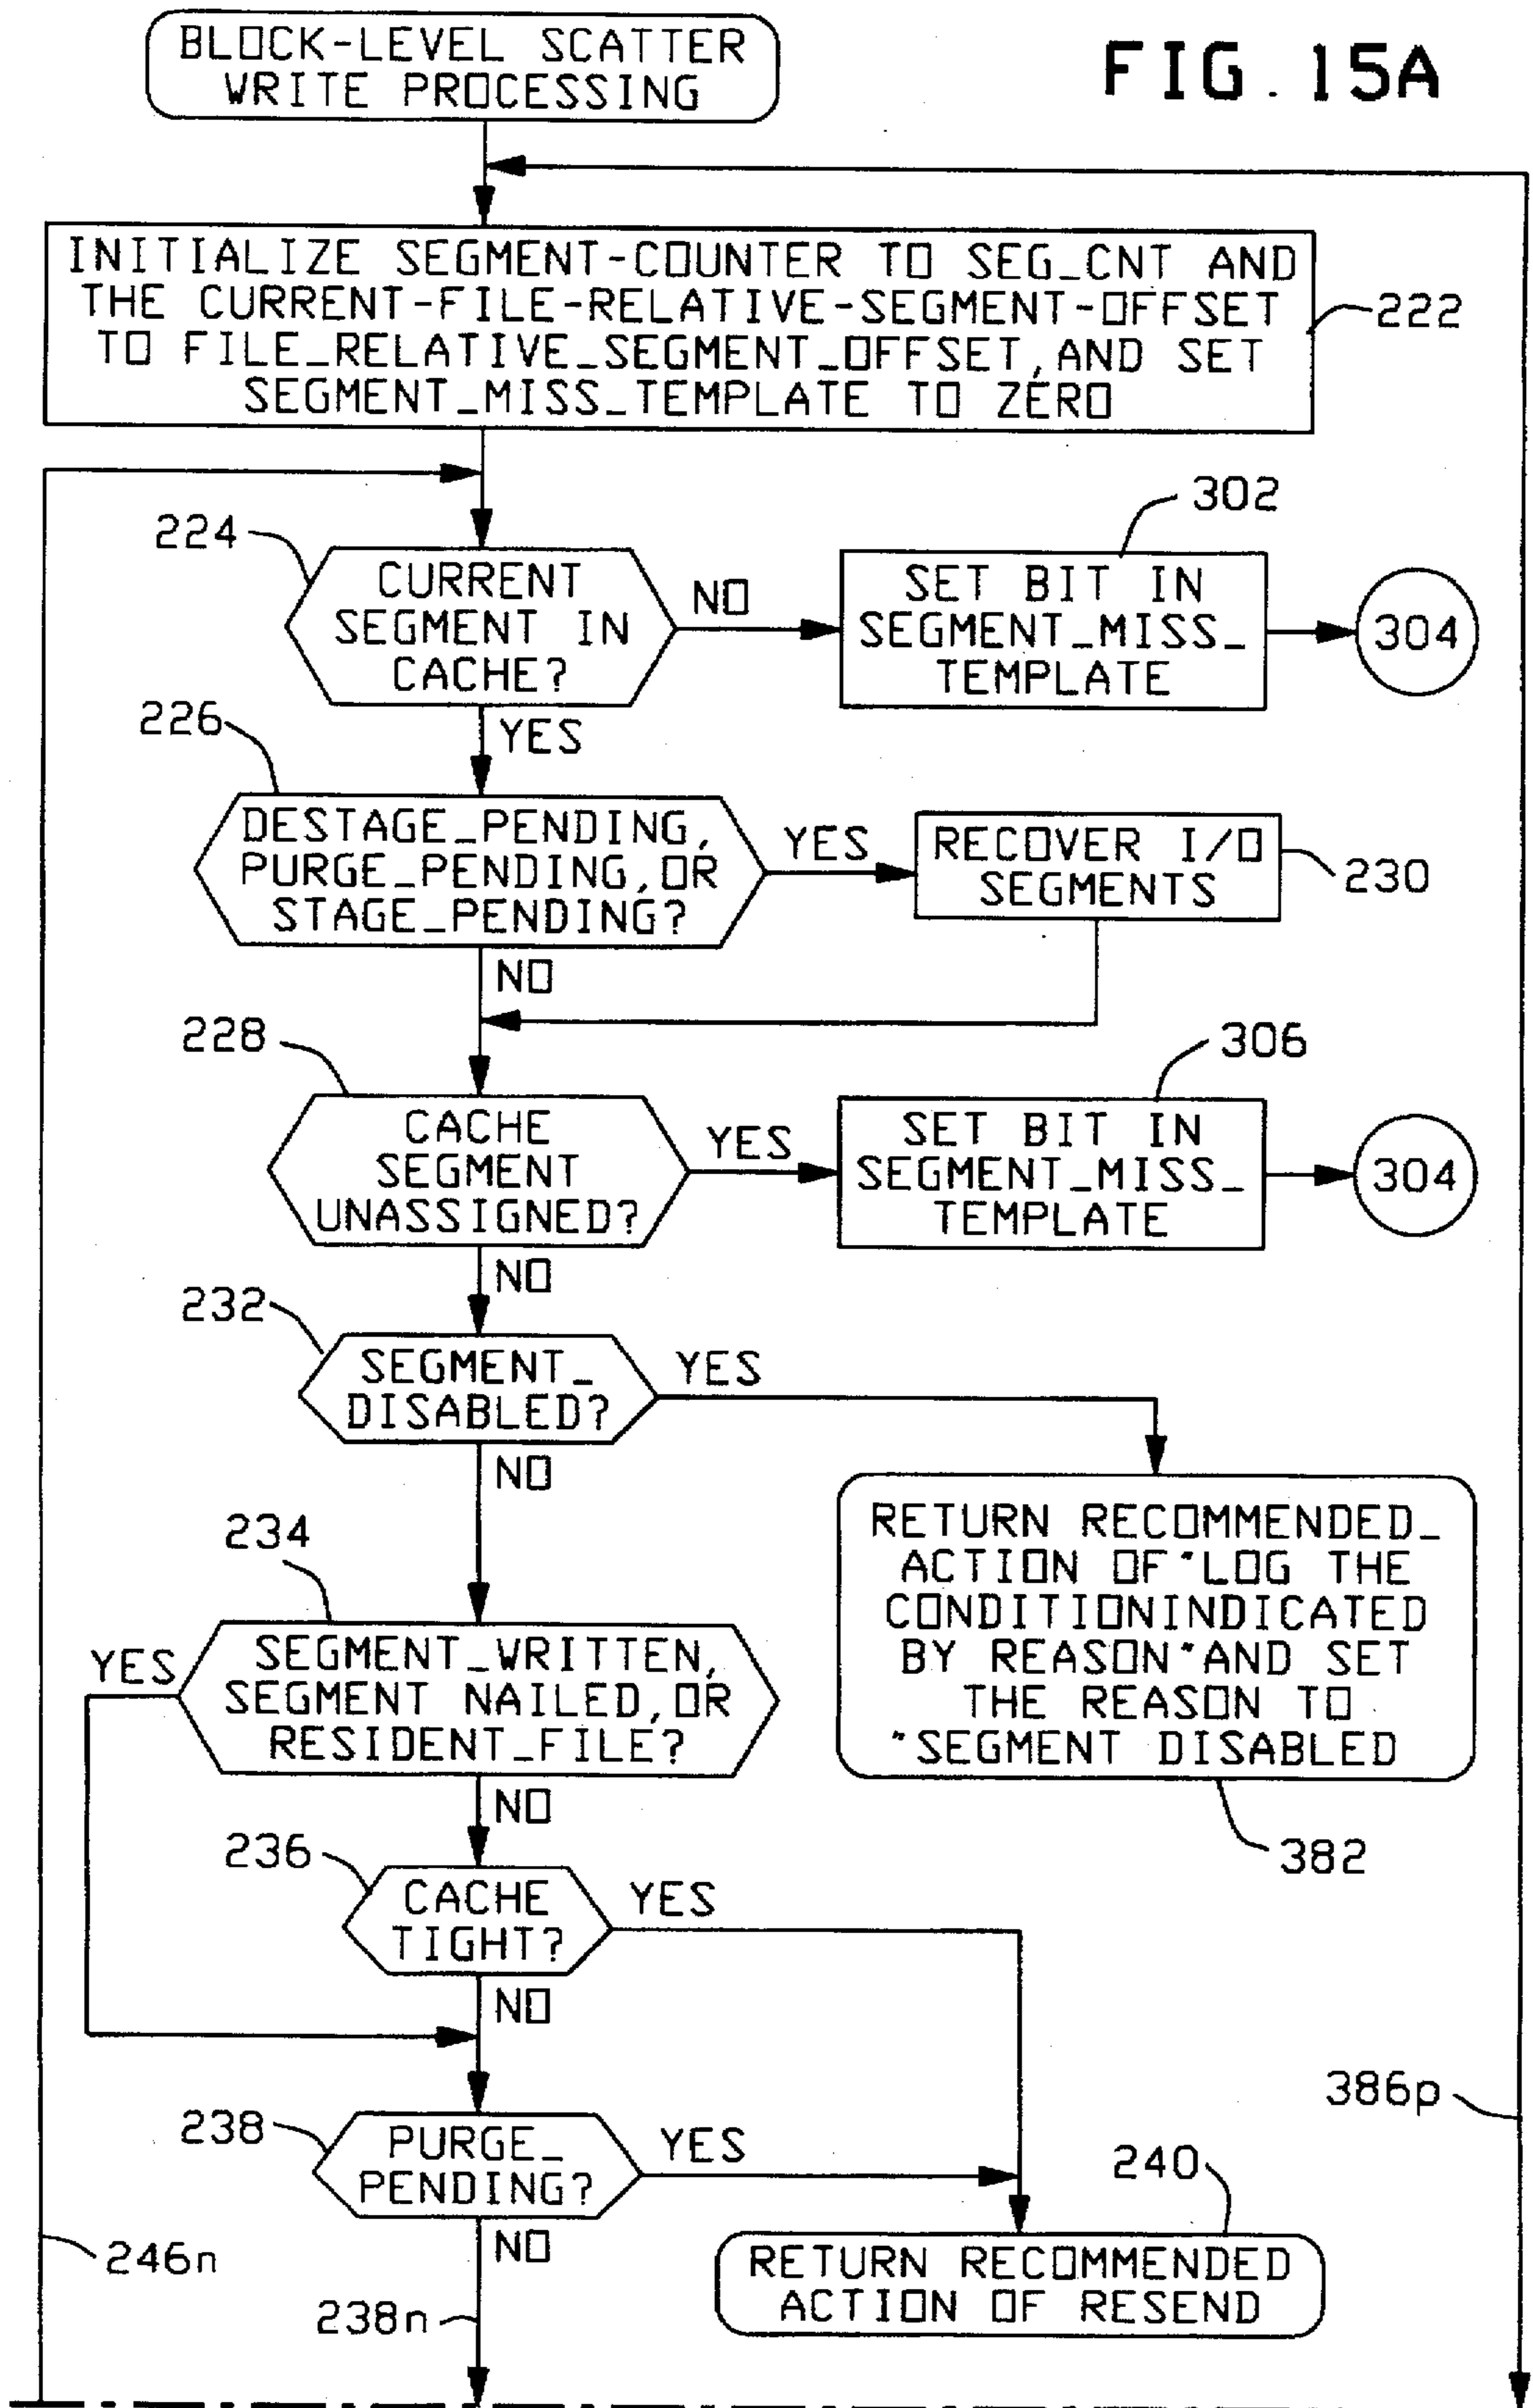 BLOCK-LEVEL SCATTER
WRITE PROCESSING
FIG. 15A
INITIALIZE SEGMENT-COUNTER TO SEG_CNT AND
THE CURRENT-FILE-RELATIVE-SEGMENT-OFFSET
TO FILE_RELATIVE_SEGMENT_OFFSET, AND SET
SEGMENT_MISS_TEMPLATE TO ZERO
222
302
224
CURRENT
SEGMENT IN
CACHE?
NO
SET BIT IN
SEGMENT_MISS_
TEMPLATE
304
YES
226
DESTAGE_PENDING,
PURGE_PENDING, OR
STAGE_PENDING?
YES
RECOVER I/O
SEGMENTS
230
NO
228
306
CACHE
SEGMENT
UNASSIGNED?
YES
SET BIT IN
SEGMENT_MISS_
TEMPLATE
304
NO
232
SEGMENT_
DISABLED?
YES
NO
RETURN RECOMMENDED_
ACTION OF "LOG THE
CONDITIONINDICATED
BY REASON" AND SET
THE REASON TO
"SEGMENT DISABLED
382
234
YES
SEGMENT_WRITTEN,
SEGMENT NAILED, OR
RESIDENT_FILE?
NO
236
CACHE
TIGHT?
YES
NO
386p
238
PURGE_
PENDING?
YES
240
NO
246n
RETURN RECOMMENDED
ACTION OF RESEND
238n